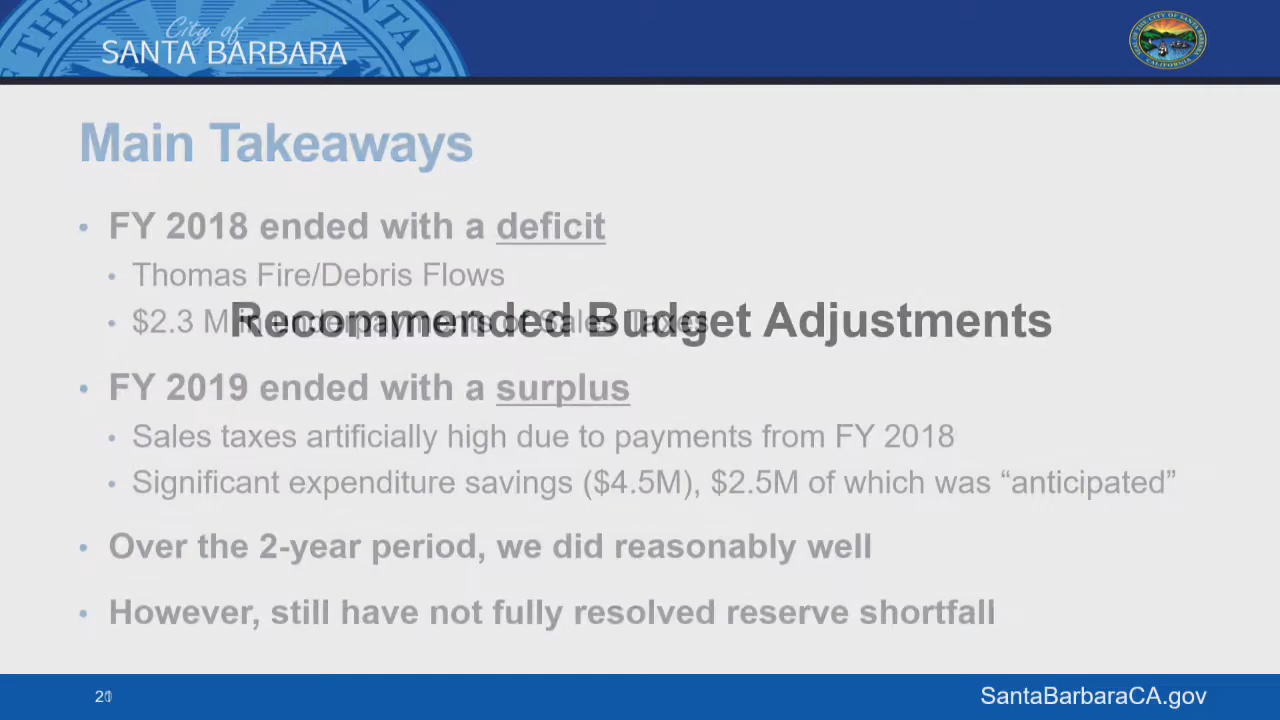 City of
SANTA BARBARA
Main Takeaways
• FY 2018 ended with a deficit
• Thomas Fire/Debris Flows
Recommended Budget Adjustments
• $2.3 M in underpayments of Sales Taxes
• FY 2019 ended with a surplus
• Sales taxes artificially high due to payments from FY 2018
• Significant expenditure savings ($4.5M), $2.5M of which was “anticipated”
• Over the 2-year period, we did reasonably well
• However, still have not fully resolved reserve shortfall
SantaBarbaraCA.gov